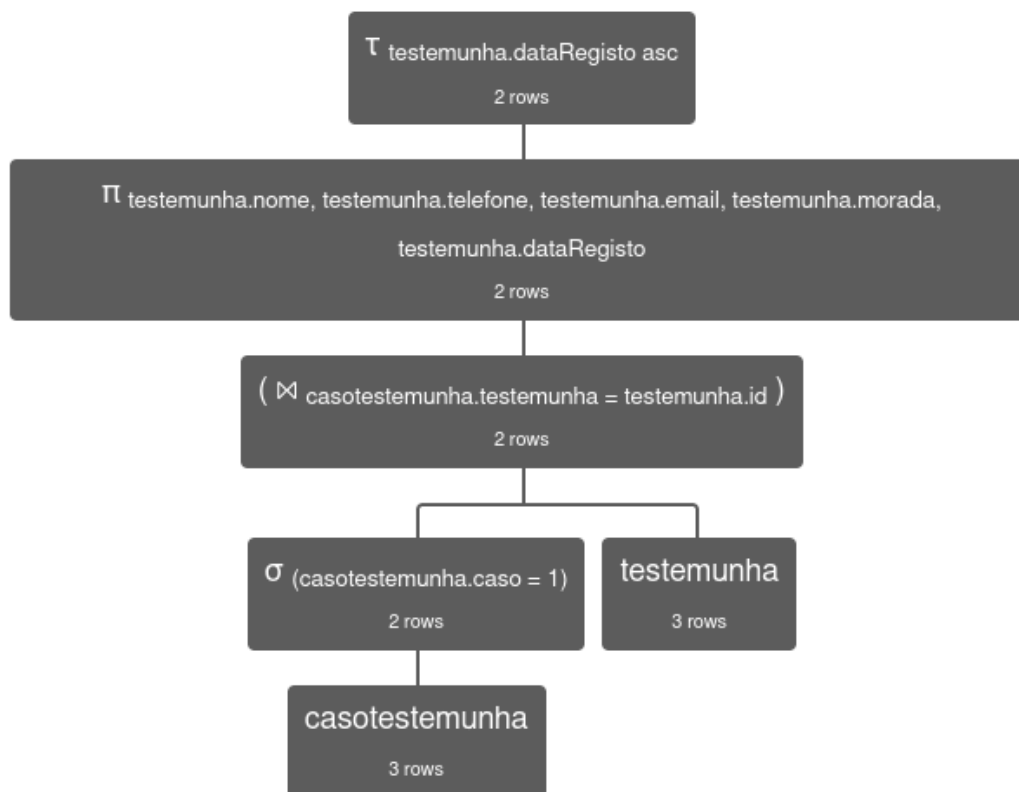 τ testemunha.dataRegisto asc
2 rows
π testemunha.nome, testemunha.telefone, testemunha.email, testemunha.morada,
testemunha.dataRegisto
2 rows
( ⋈ casotestemunha.testemunha = testemunha.id )
2 rows
σ (casotestemunha.caso = 1)
2 rows
testemunha
3 rows
casotestemunha
3 rows